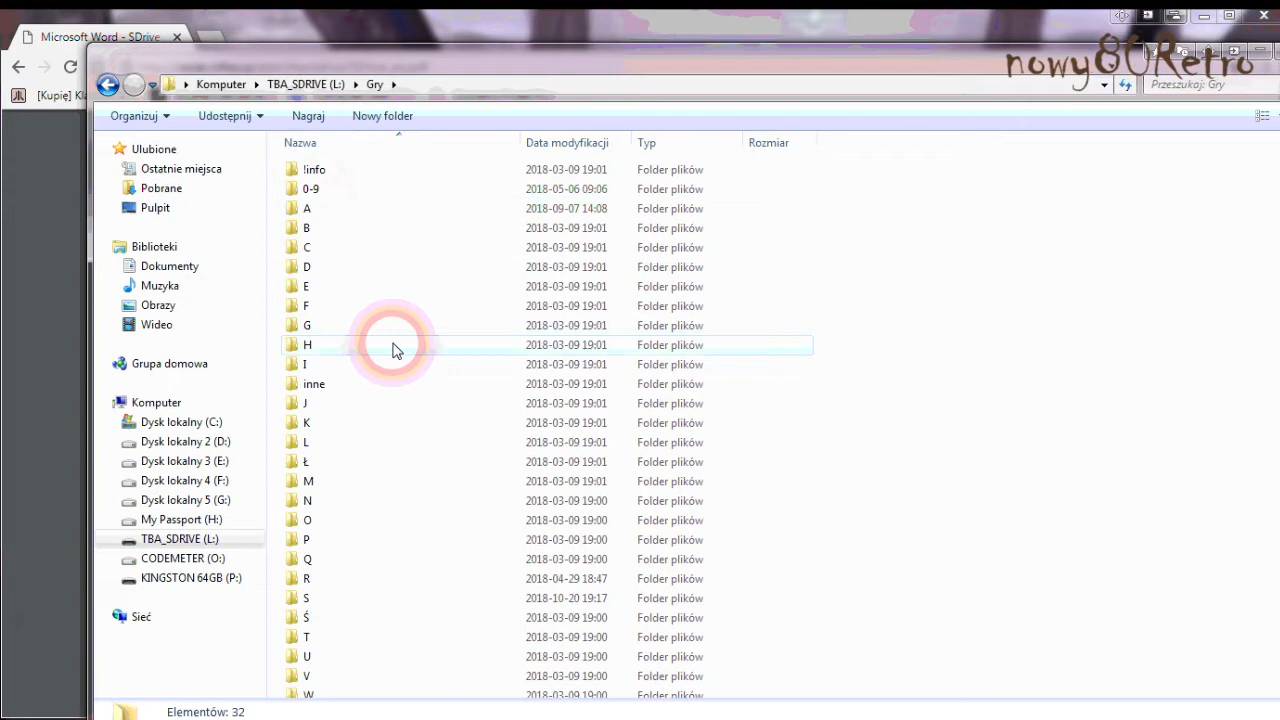 Microsoft Word - SDrive
nowy80Retro
Komputer TBA_SDRIVE (L:) Gry
Przeszukaj: Gry
[Kupię] Kla
Organizuj Udostępnij Nagraj Nowy folder
Nazwa Data modyfikacji Typ Rozmiar
Ulubione
Ostatnie miejsca
Pobrane
Pulpit
Biblioteki
Dokumenty
Muzyka
Obrazy
Wideo
Grupa domowa
Komputer
Dysk lokalny (C:)
Dysk lokalny 2 (D:)
Dysk lokalny 3 (E:)
Dysk lokalny 4 (F:)
Dysk lokalny 5 (G:)
My Passport (H:)
TBA_SDRIVE (L:)
CODEMETER (O:)
KINGSTON 64GB (P:)
Sieć
!info 2018-03-09 19:01 Folder plików
0-9 2018-05-06 09:06 Folder plików
A 2018-09-07 14:08 Folder plików
B 2018-03-09 19:01 Folder plików
C 2018-03-09 19:01 Folder plików
D 2018-03-09 19:01 Folder plików
E 2018-03-09 19:01 Folder plików
F 2018-03-09 19:01 Folder plików
G 2018-03-09 19:01 Folder plików
H 2018-03-09 19:01 Folder plików
I 2018-03-09 19:01 Folder plików
inne 2018-03-09 19:01 Folder plików
J 2018-03-09 19:01 Folder plików
K 2018-03-09 19:01 Folder plików
L 2018-03-09 19:01 Folder plików
Ł 2018-03-09 19:01 Folder plików
M 2018-03-09 19:01 Folder plików
N 2018-03-09 19:00 Folder plików
O 2018-03-09 19:00 Folder plików
P 2018-03-09 19:00 Folder plików
Q 2018-03-09 19:00 Folder plików
R 2018-04-29 18:47 Folder plików
S 2018-10-20 19:17 Folder plików
Ś 2018-03-09 19:00 Folder plików
T 2018-03-09 19:00 Folder plików
U 2018-03-09 19:00 Folder plików
V 2018-03-09 19:00 Folder plików
W 2018-03-09 19:00 Folder plików
Elementów: 32